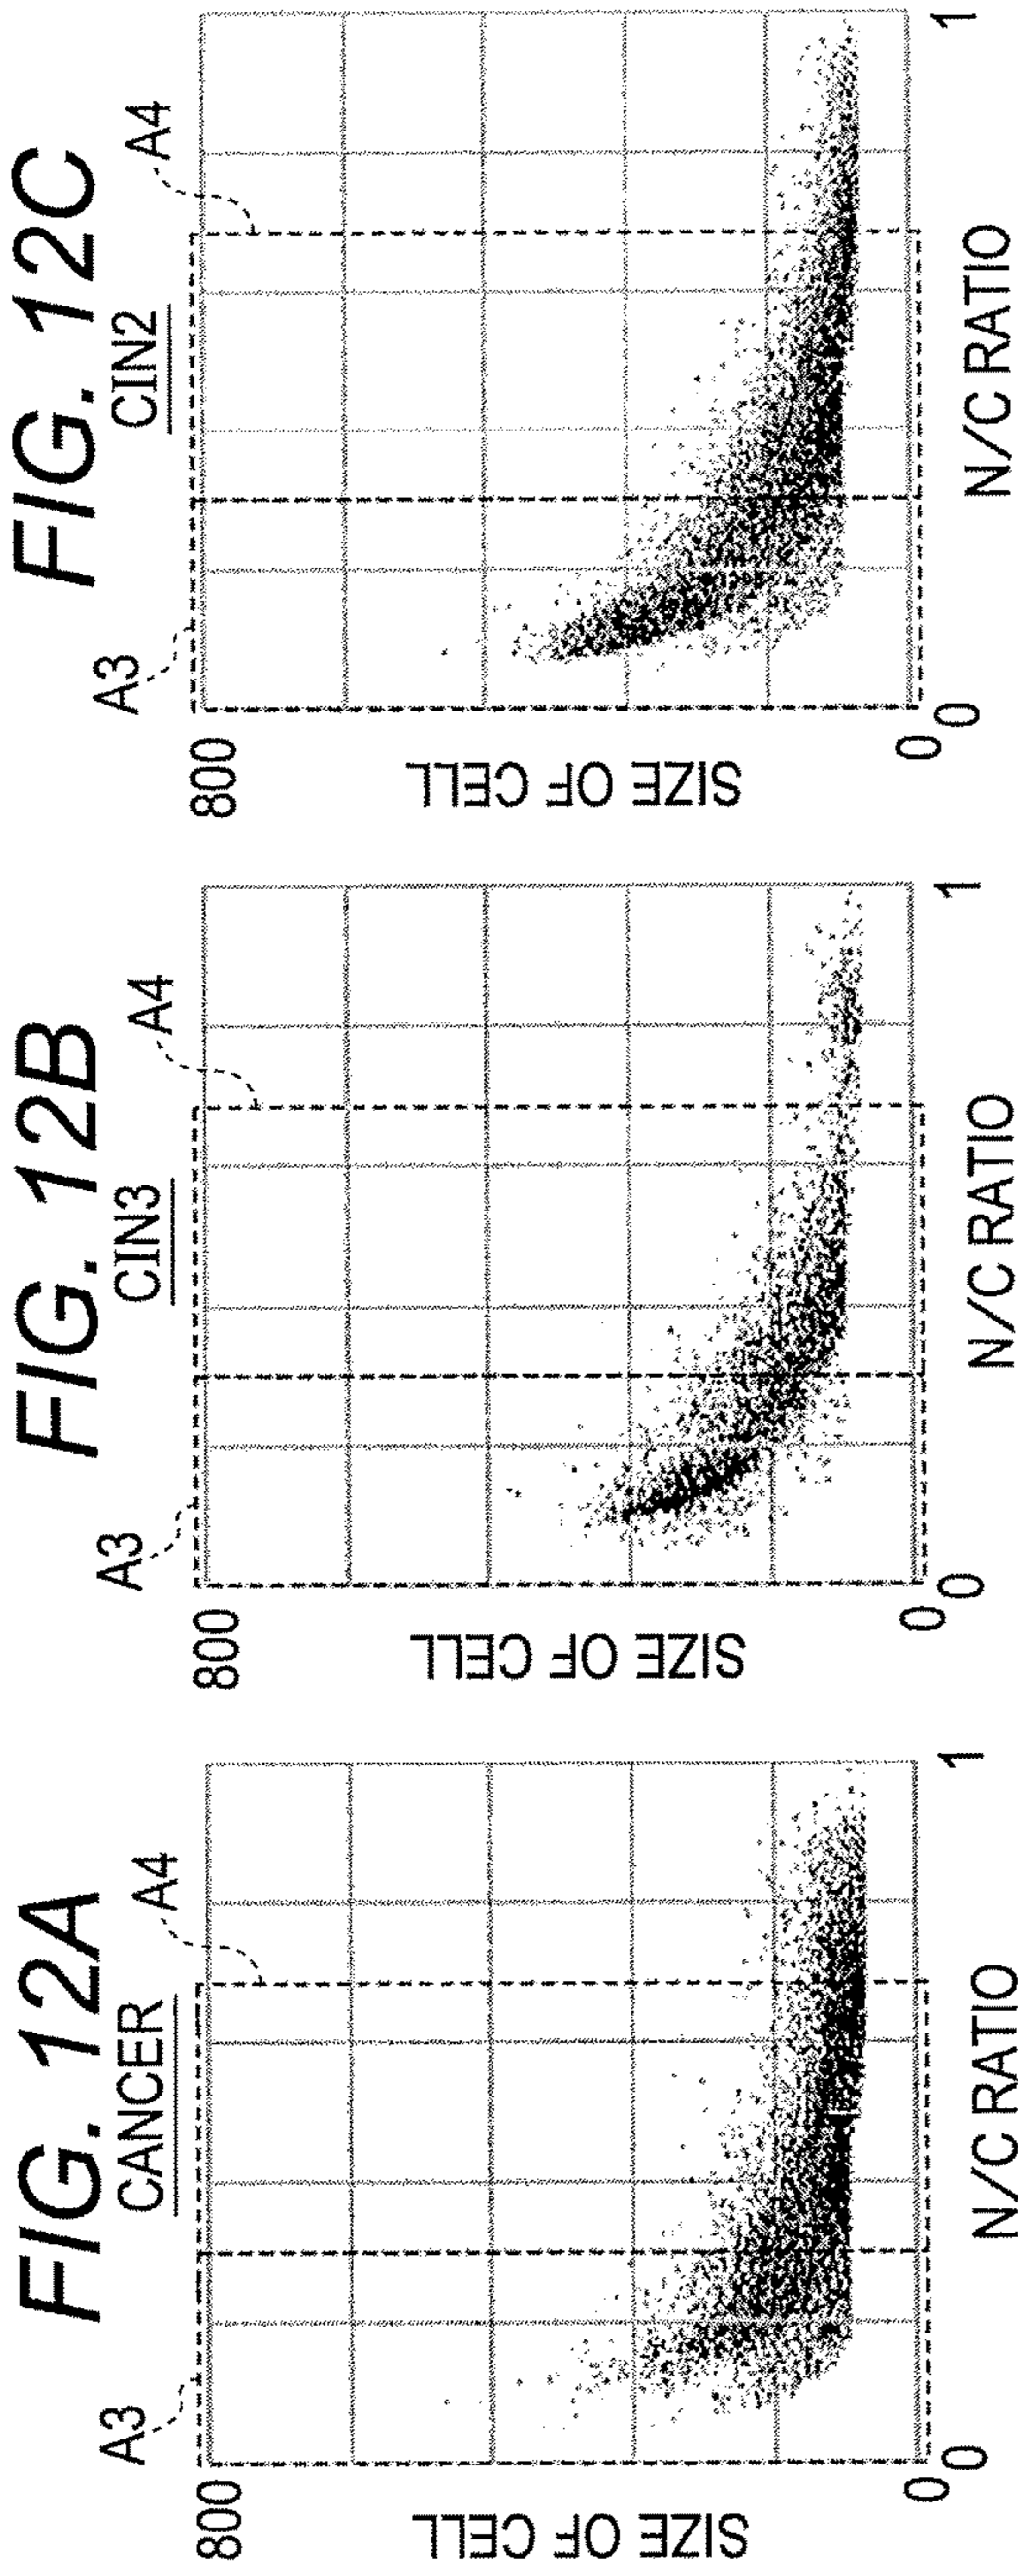 FIG. 12A
CANCER
A3
A4
800
SIZE OF CELL
0
0
N/C RATIO
1
FIG. 12B
CIN3
A3
A4
800
SIZE OF CELL
0
0
N/C RATIO
1
FIG. 12C
CIN2
A3
A4
800
SIZE OF CELL
0
0
N/C RATIO
1